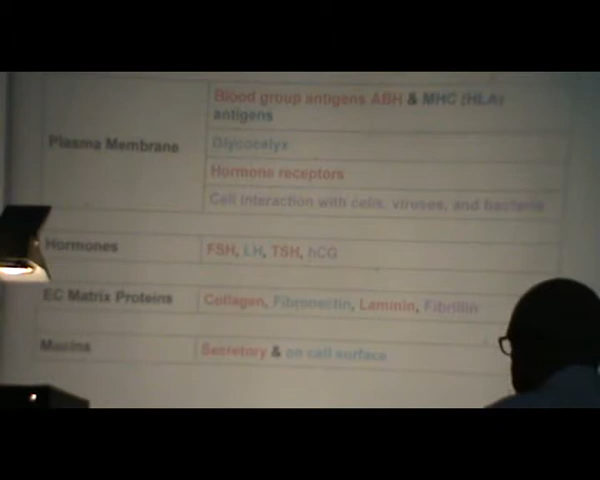 Blood group antigens ABH & MHC (HLA)
antigens
Plasma Membrane
Glycocalyx
Hormone receptors
Cell interaction with cells, viruses, and bacteria
Hormones
FSH, LH, TSH, hCG
EC Matrix Proteins
Collagen, Fibronectin, Laminin, Fibrillin
Mucins
Secretory & on cell surface